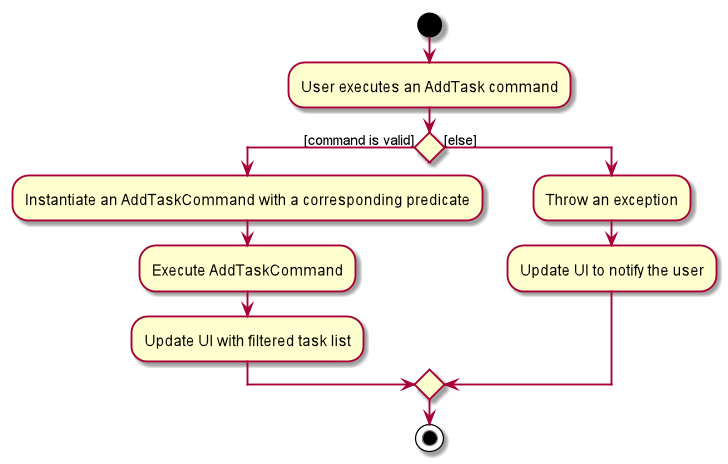 User executes an AddTask command
[command is valid]
[else]
Instantiate an AddTaskCommand with a corresponding predicate
Throw an exception
Execute AddTaskCommand
Update UI to notify the user
Update UI with filtered task list